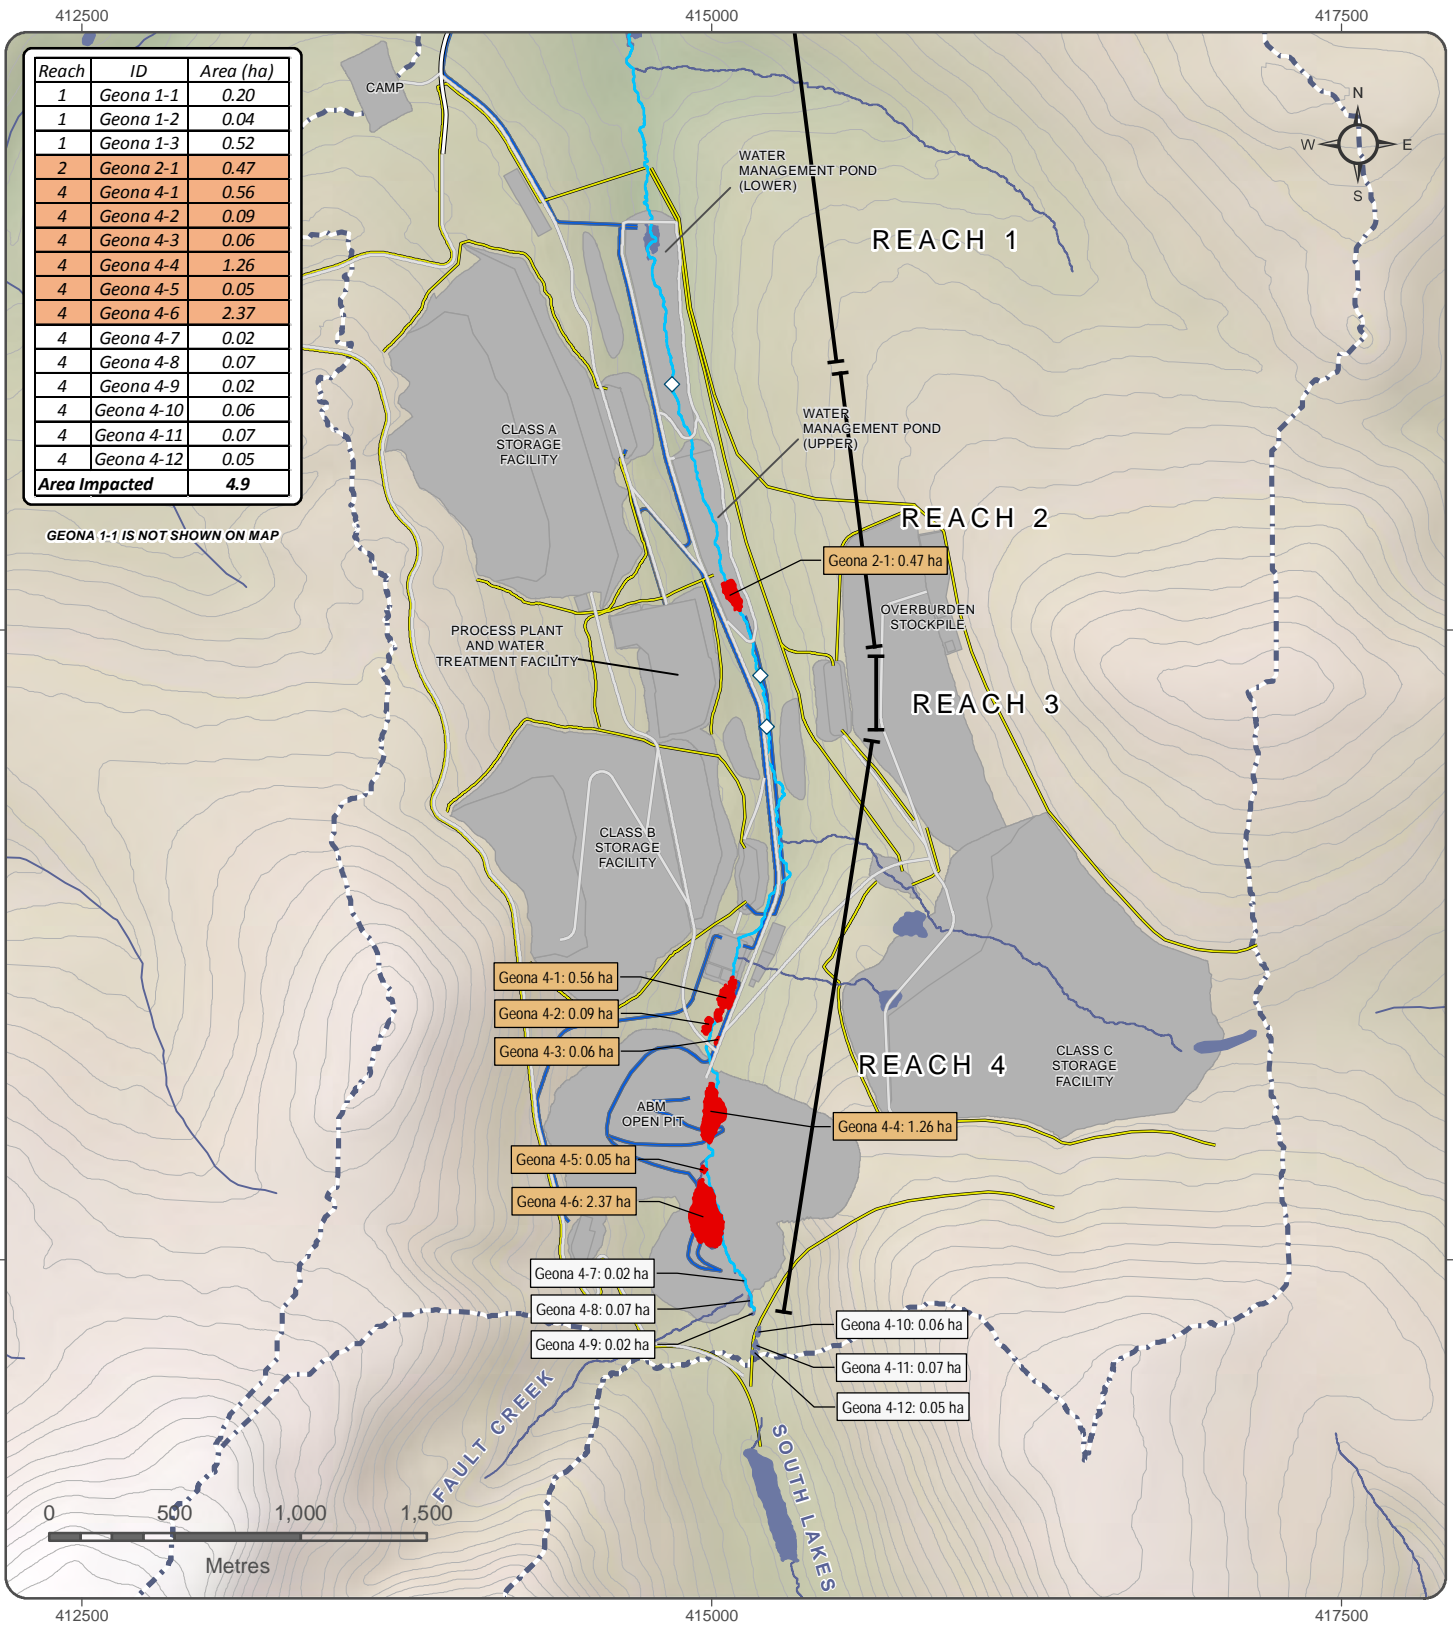 412500 415000 417500
Reach ID Area (ha)
1 Geona 1-1 0.20
1 Geona 1-2 0.04
1 Geona 1-3 0.52
2 Geona 2-1 0.47
4 Geona 4-1 0.56
4 Geona 4-2 0.09
4 Geona 4-3 0.06
4 Geona 4-4 1.26
4 Geona 4-5 0.05
4 Geona 4-6 2.37
4 Geona 4-7 0.02
4 Geona 4-8 0.07
4 Geona 4-9 0.02
4 Geona 4-10 0.06
4 Geona 4-11 0.07
4 Geona 4-12 0.05
Area Impacted 4.9
GEONA 1-1 IS NOT SHOWN ON MAP
CAMP
N
W E
S
WATER
MANAGEMENT POND
(LOWER)
REACH 1
WATER
MANAGEMENT POND
(UPPER)
CLASS A
STORAGE
FACILITY
REACH 2
Geona 2-1: 0.47 ha
OVERBURDEN
STOCKPILE
PROCESS PLANT
AND WATER
TREATMENT FACILITY
REACH 3
CLASS B
STORAGE
FACILITY
Geona 4-1: 0.56 ha
Geona 4-2: 0.09 ha
Geona 4-3: 0.06 ha
REACH 4
CLASS C
STORAGE
FACILITY
ABM
OPEN PIT
Geona 4-4: 1.26 ha
Geona 4-5: 0.05 ha
Geona 4-6: 2.37 ha
Geona 4-7: 0.02 ha
Geona 4-8: 0.07 ha
Geona 4-9: 0.02 ha
Geona 4-10: 0.06 ha
Geona 4-11: 0.07 ha
Geona 4-12: 0.05 ha
FAULT CREEK
SOUTH LAKES
0 500 1,000 1,500
Metres
412500 415000 417500